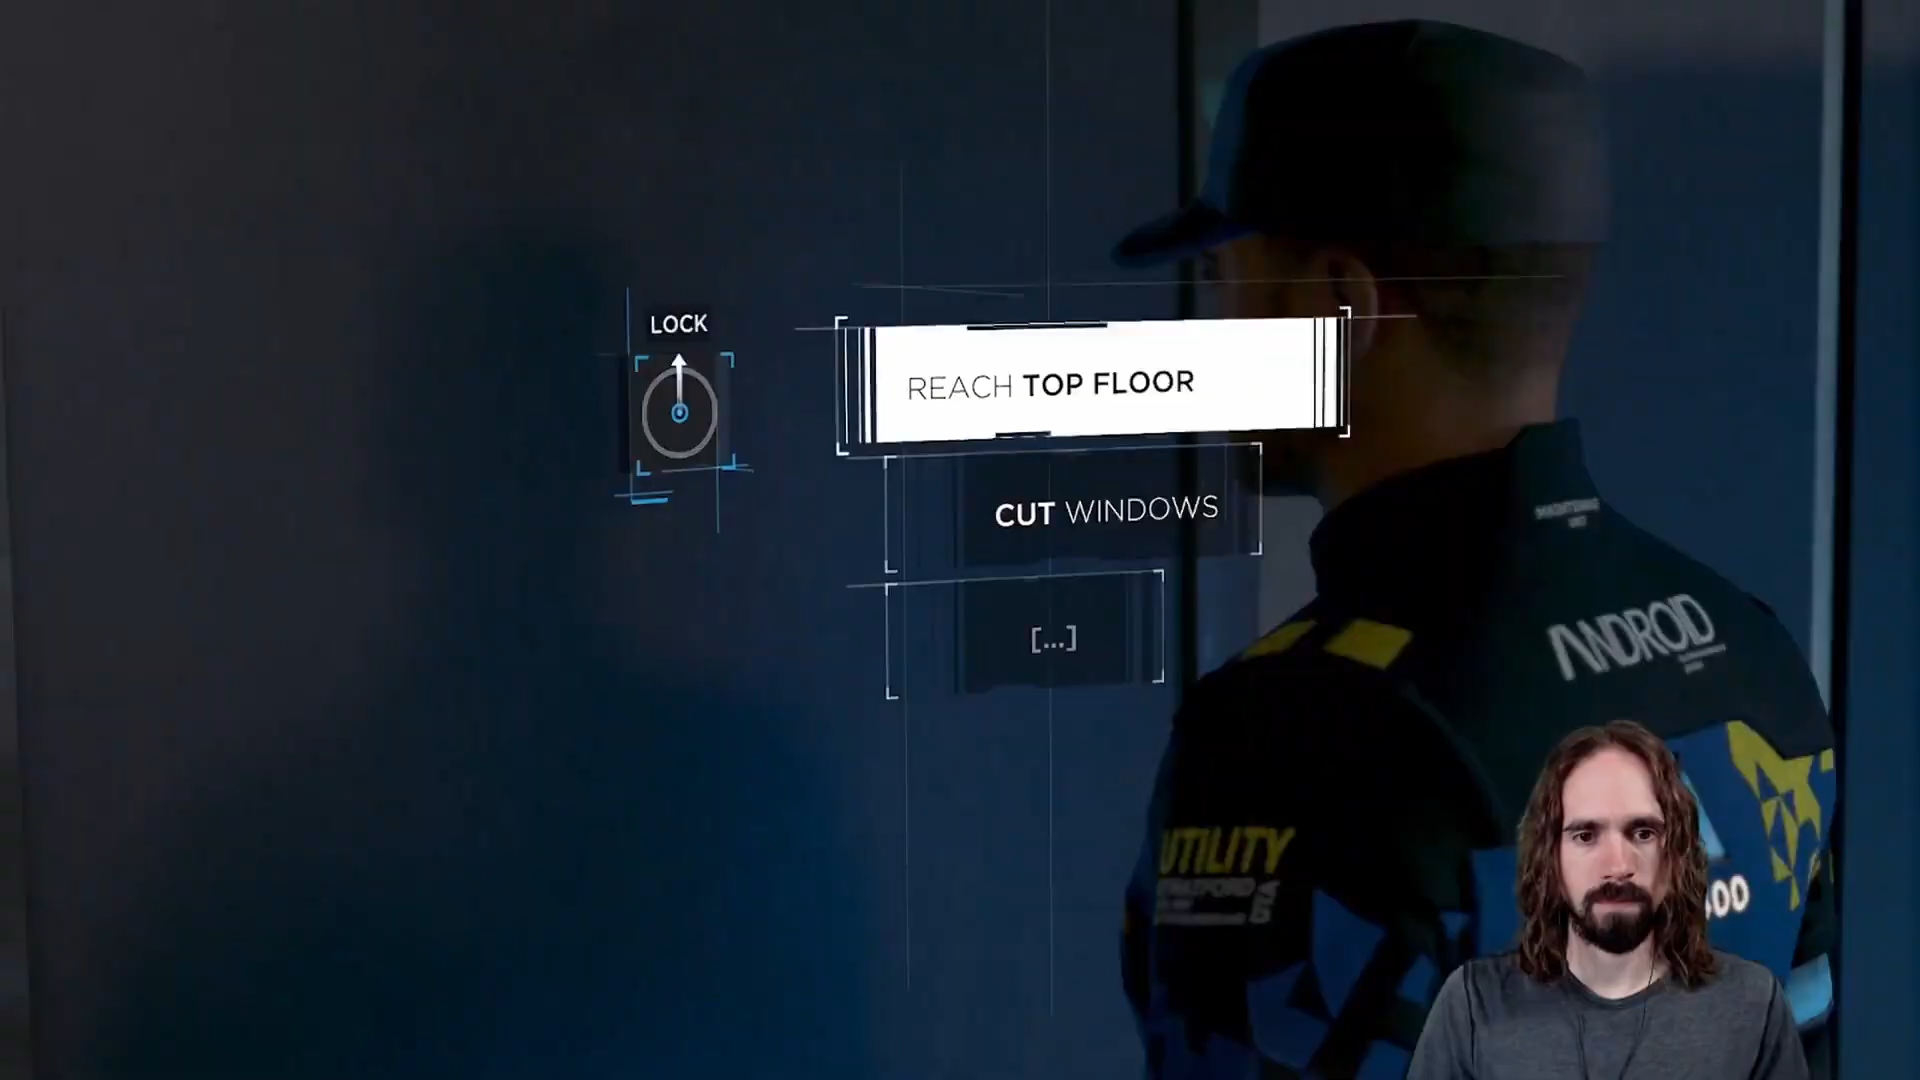 LOCK
REACH TOP FLOOR
CUT WINDOWS
[...]
ANDROID
UTILITY